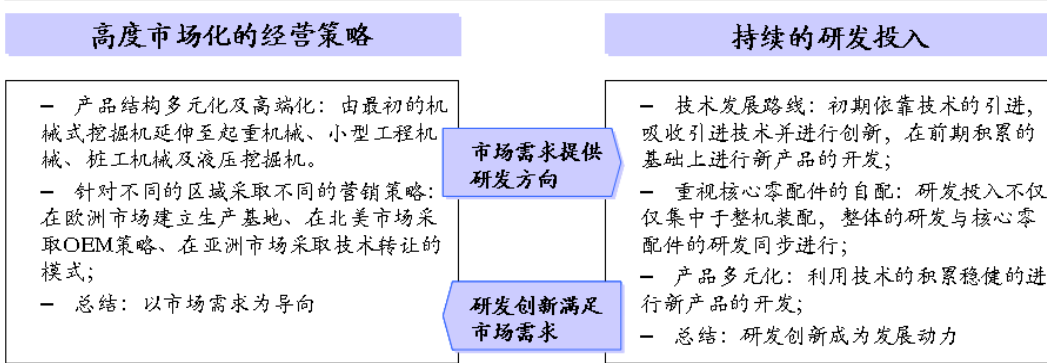 高度市场化的经营策略
持续的研发投入
– 产品结构多元化及高端化：由最初的机
械式挖掘机延伸至起重机械、小型工程机
械、桩工机械及液压挖掘机。
– 针对不同的区域采取不同的营销策略：
在欧洲市场建立生产基地、在北美市场采
取OEM策略、在亚洲市场采取技术转让的
模式；
– 总结：以市场需求为导向
市场需求提供
研发方向
研发创新满足
市场需求
– 技术发展路线：初期依靠技术的引进，
吸收引进技术并进行创新，在前期积累的
基础上进行新产品的开发；
– 重视核心零配件的自配：研发投入不仅
仅集中于整机装配，整体的研发与核心零
配件的研发同步进行；
– 产品多元化：利用技术的积累稳健的进
行新产品的开发；
– 总结：研发创新成为发展动力